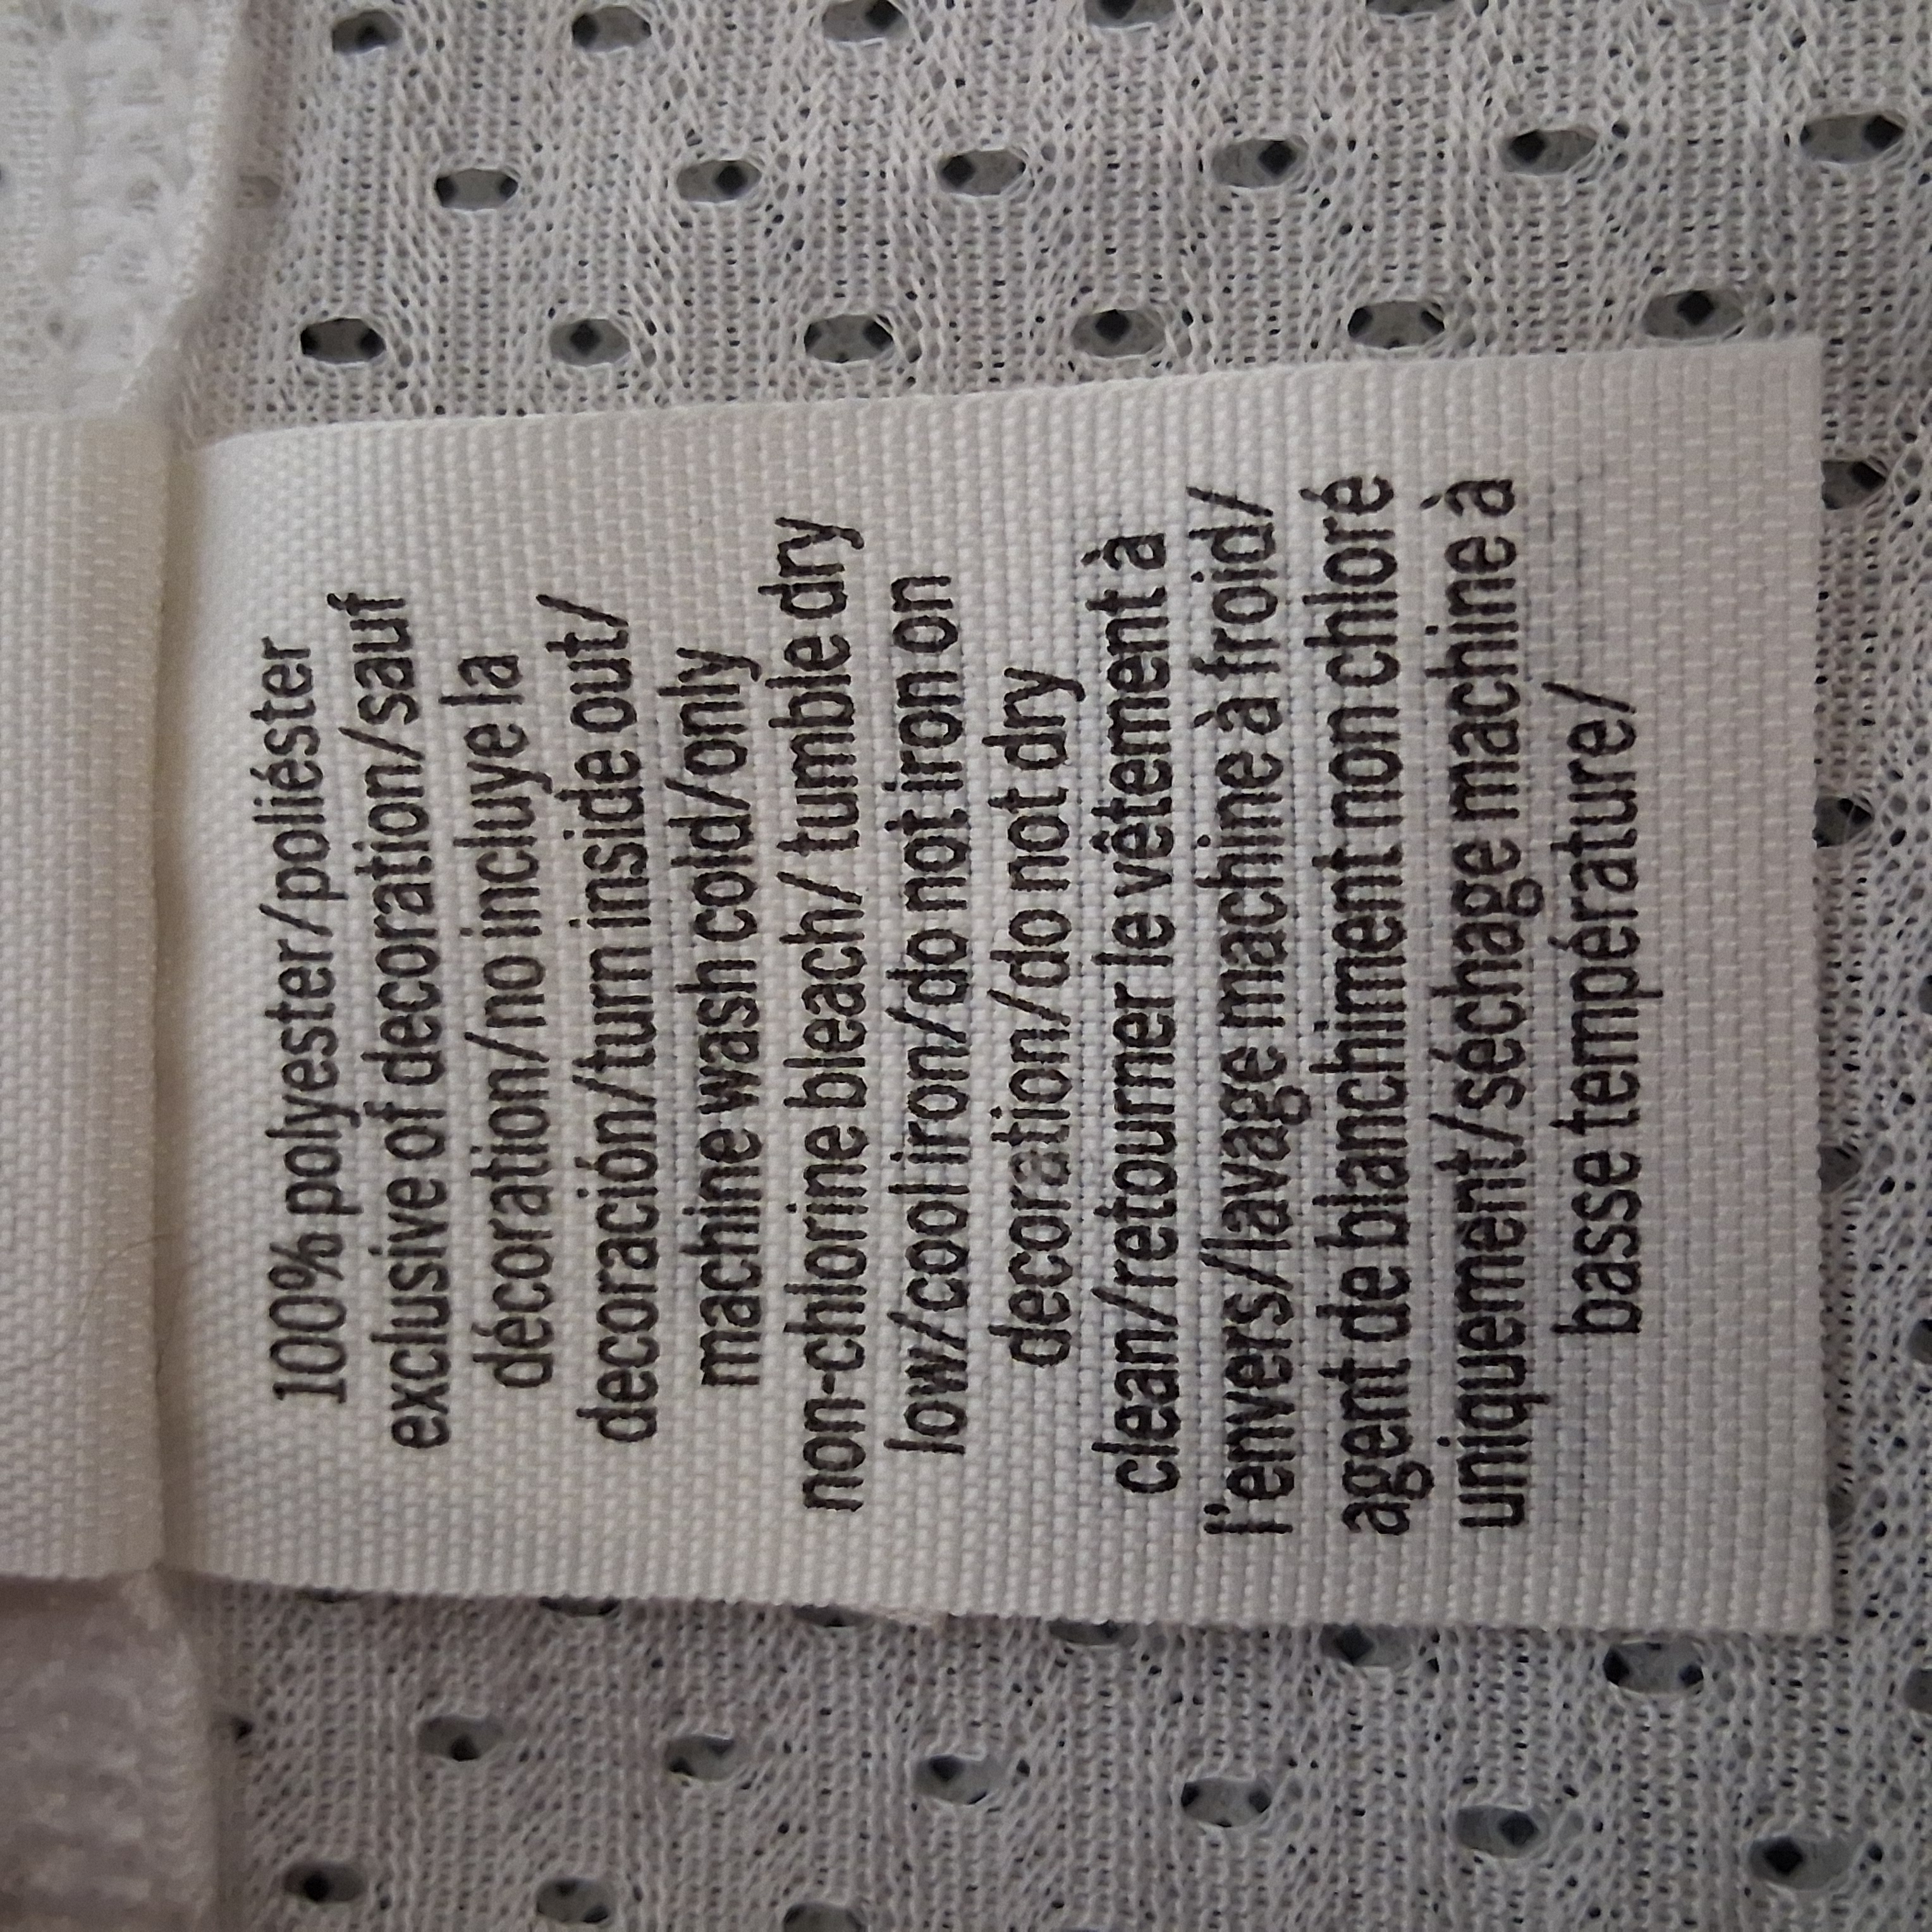 100% polyester/poliéster
exclusive of decoration/sauf
décoration/no incluye la
decoración/turn inside out/
machine wash cold/only
non-chlorine bleach/ tumble dry
low/cool iron/do not iron on
decoration/do not dry
clean/retourner le vêtement à
l'envers/lavage machine à froid/
agent de blanchiment non chloré
uniquement/séchage machine à
basse température/